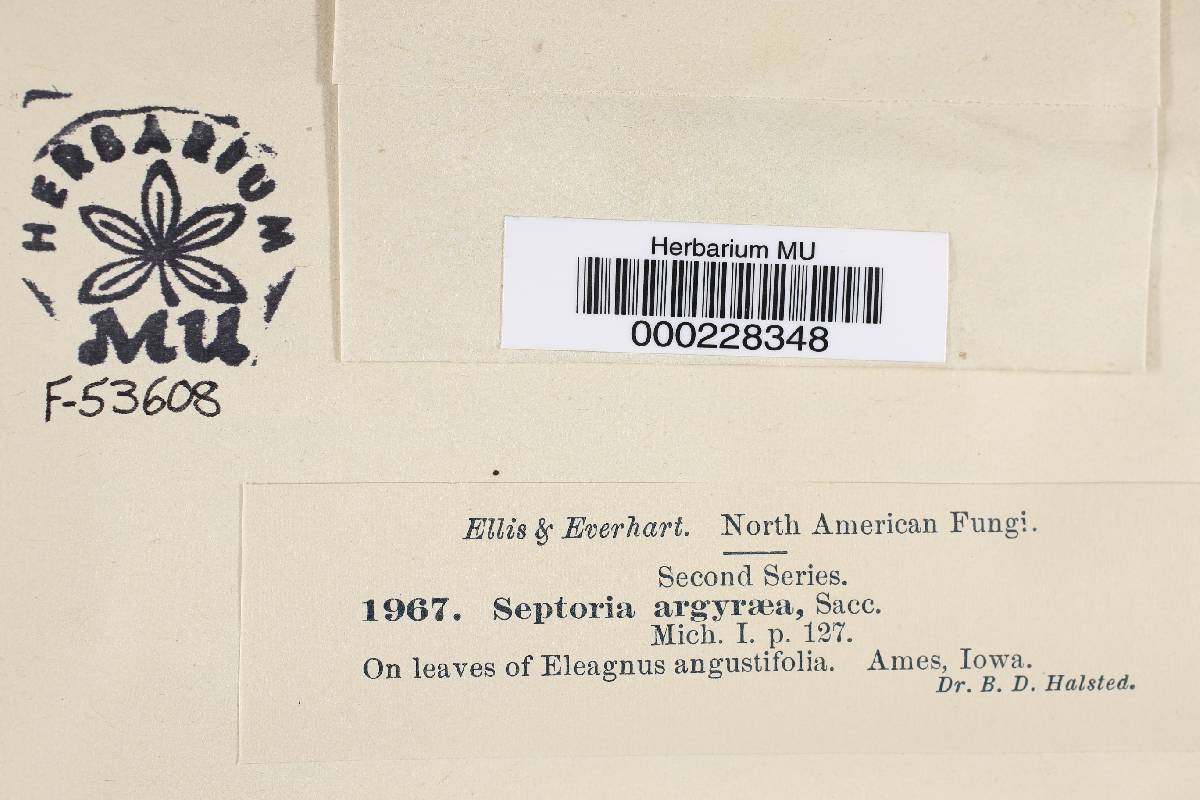 HERBARIUM
MU
F-53608
Herbarium MU
000228348
Ellis & Everhart. North American Fungi.
Second Series.
1967. Septoria argyræa, Sacc.
Mich. I. p. 127.
On leaves of Eleagnus angustifolia. Ames, Iowa.
Dr. B. D. Halsted.